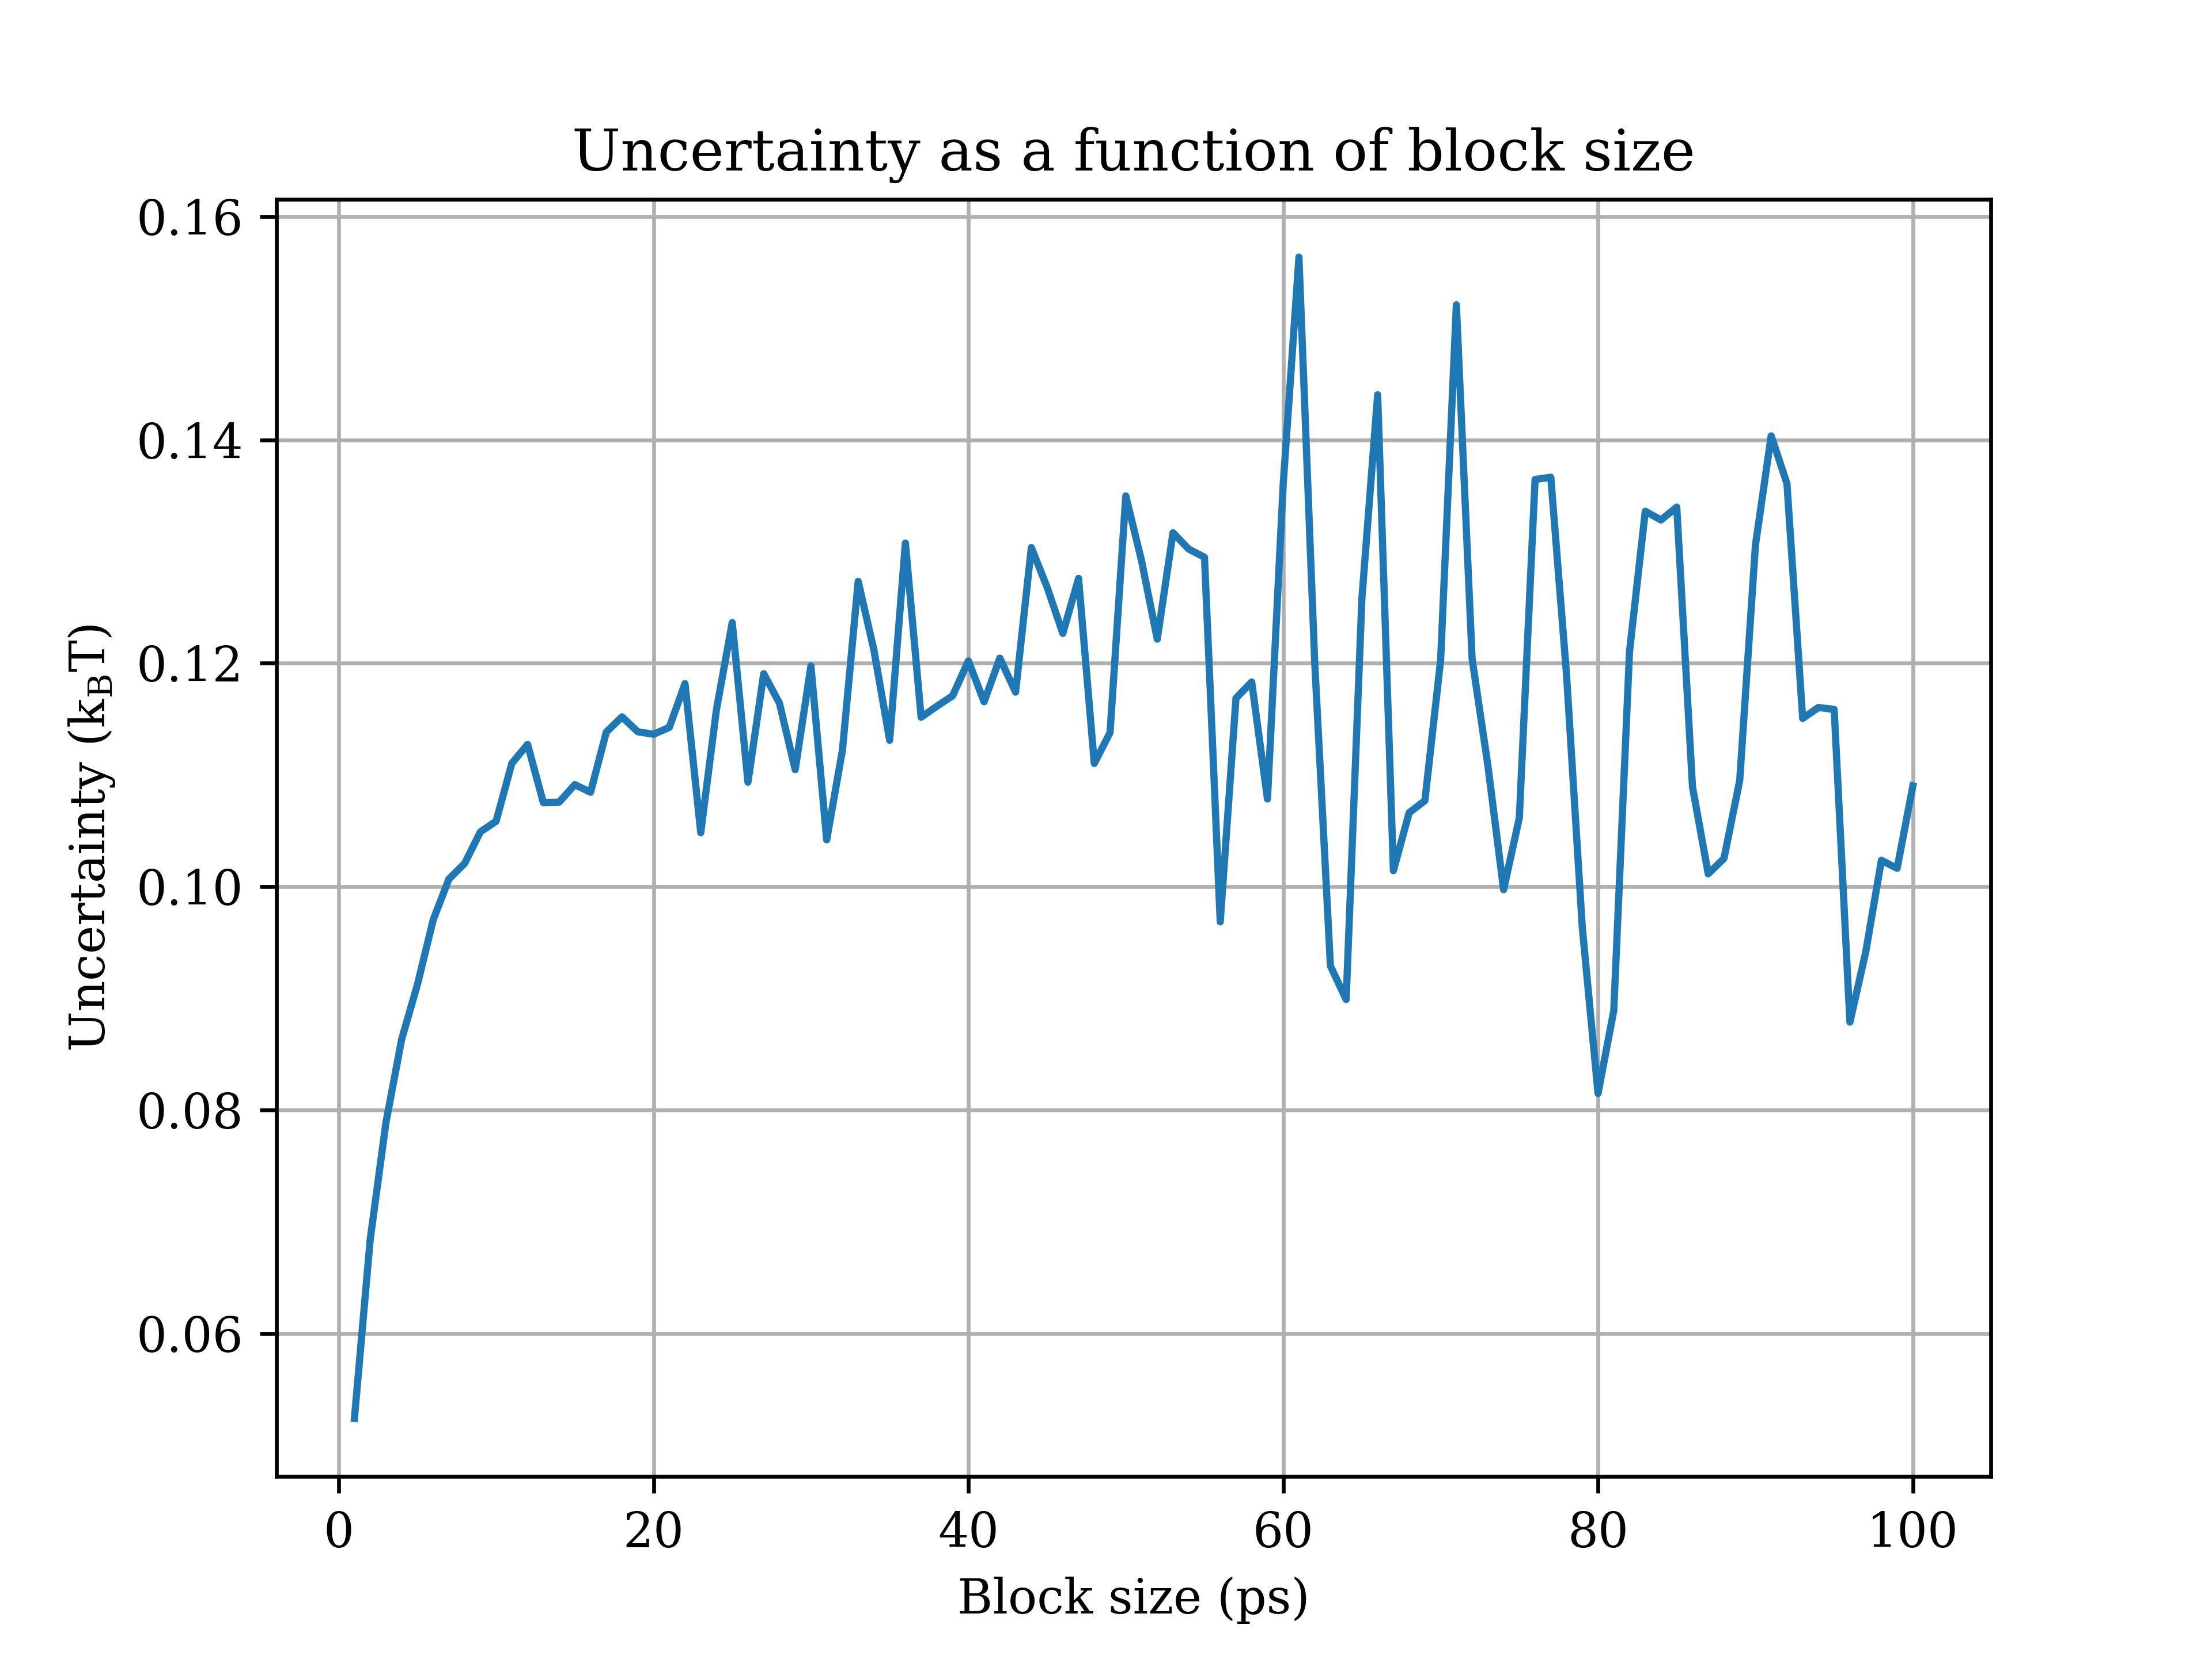 Uncertainty as a function of block size
0.16
0.14
0.12
0.10
0.08
0.06
Uncertainty (k_BT)
0 20 40 60 80 100
Block size (ps)